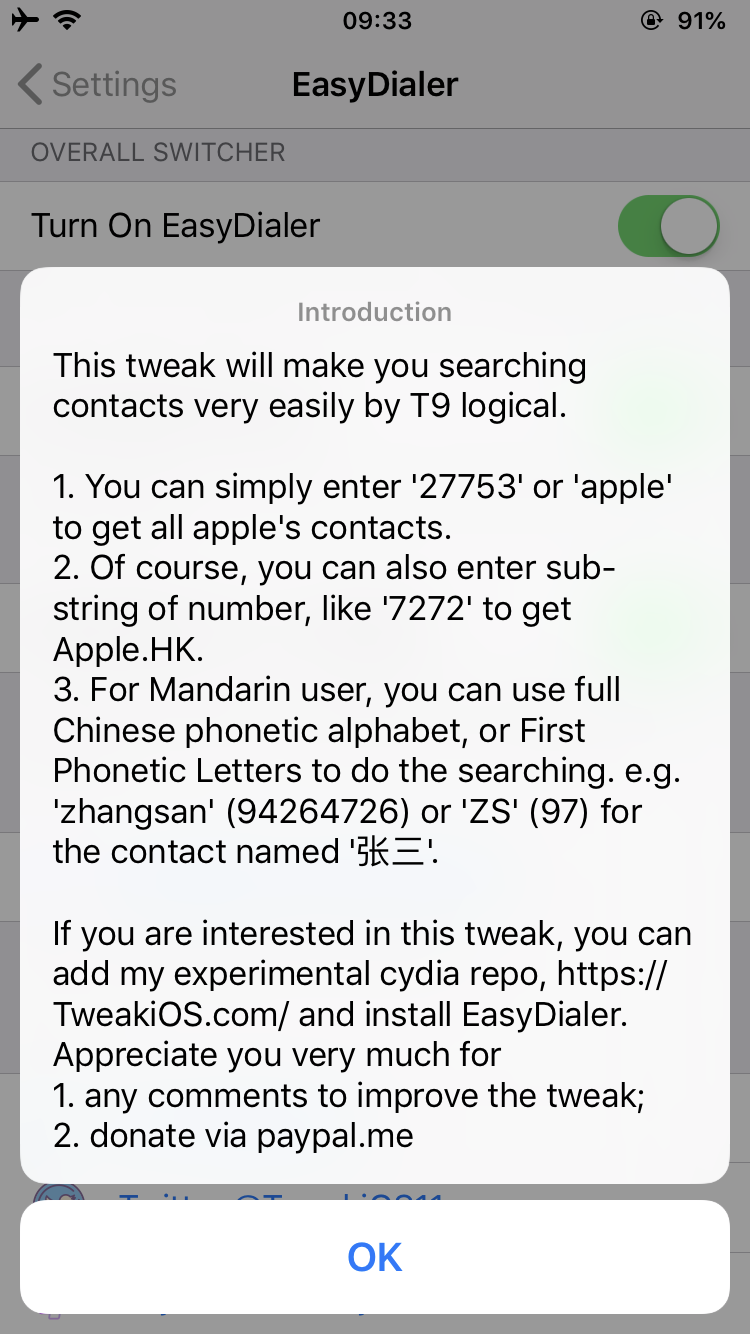 09:33
91%
Settings
EasyDialer
OVERALL SWITCHER
Turn On EasyDialer
Introduction
This tweak will make you searching
contacts very easily by T9 logical.
1. You can simply enter '27753' or 'apple'
to get all apple's contacts.
2. Of course, you can also enter sub-
string of number, like '7272' to get
Apple.HK.
3. For Mandarin user, you can use full
Chinese phonetic alphabet, or First
Phonetic Letters to do the searching. e.g.
'zhangsan' (94264726) or 'ZS' (97) for
the contact named '张三'.
If you are interested in this tweak, you can
add my experimental cydia repo, https://
TweakiOS.com/ and install EasyDialer.
Appreciate you very much for
1. any comments to improve the tweak;
2. donate via paypal.me
OK